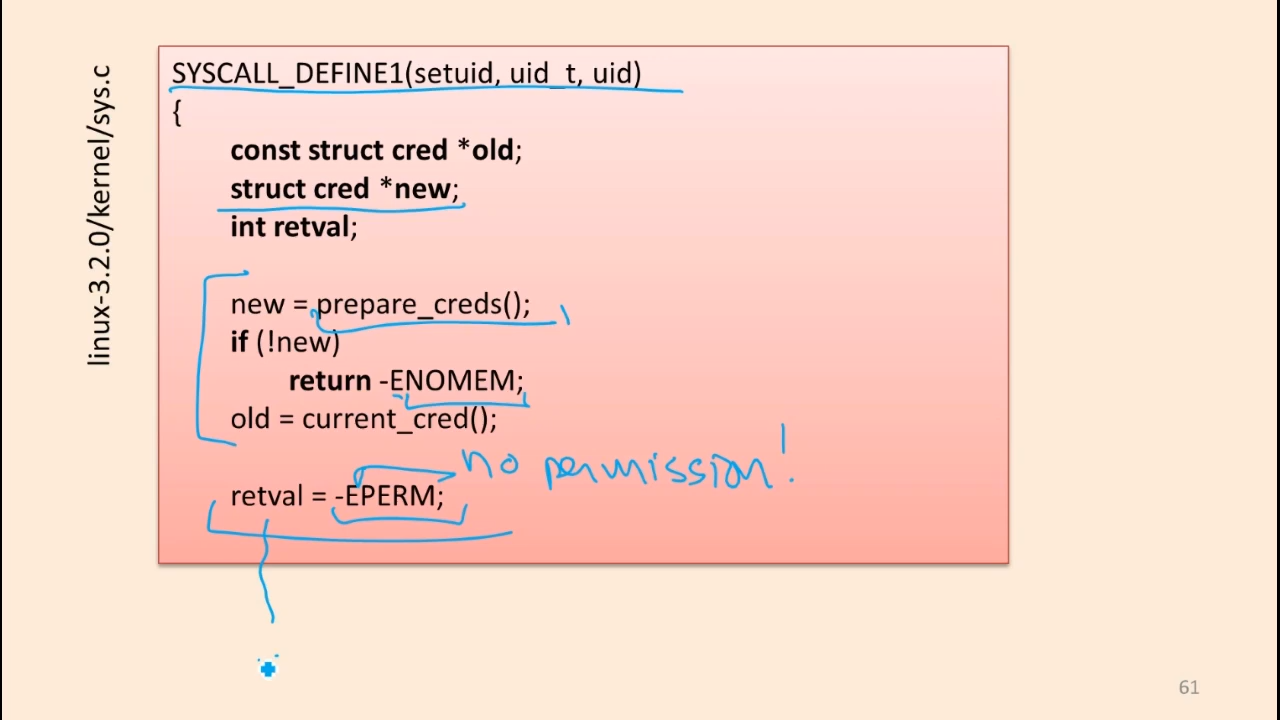 linux-3.2.0/kernel/sys.c
SYSCALL_DEFINE1(setuid, uid_t, uid)
{
const struct cred *old;
struct cred *new;
int retval;
new = prepare_creds();
if (!new)
return -ENOMEM;
old = current_cred();
no permission!
retval = -EPERM;
61